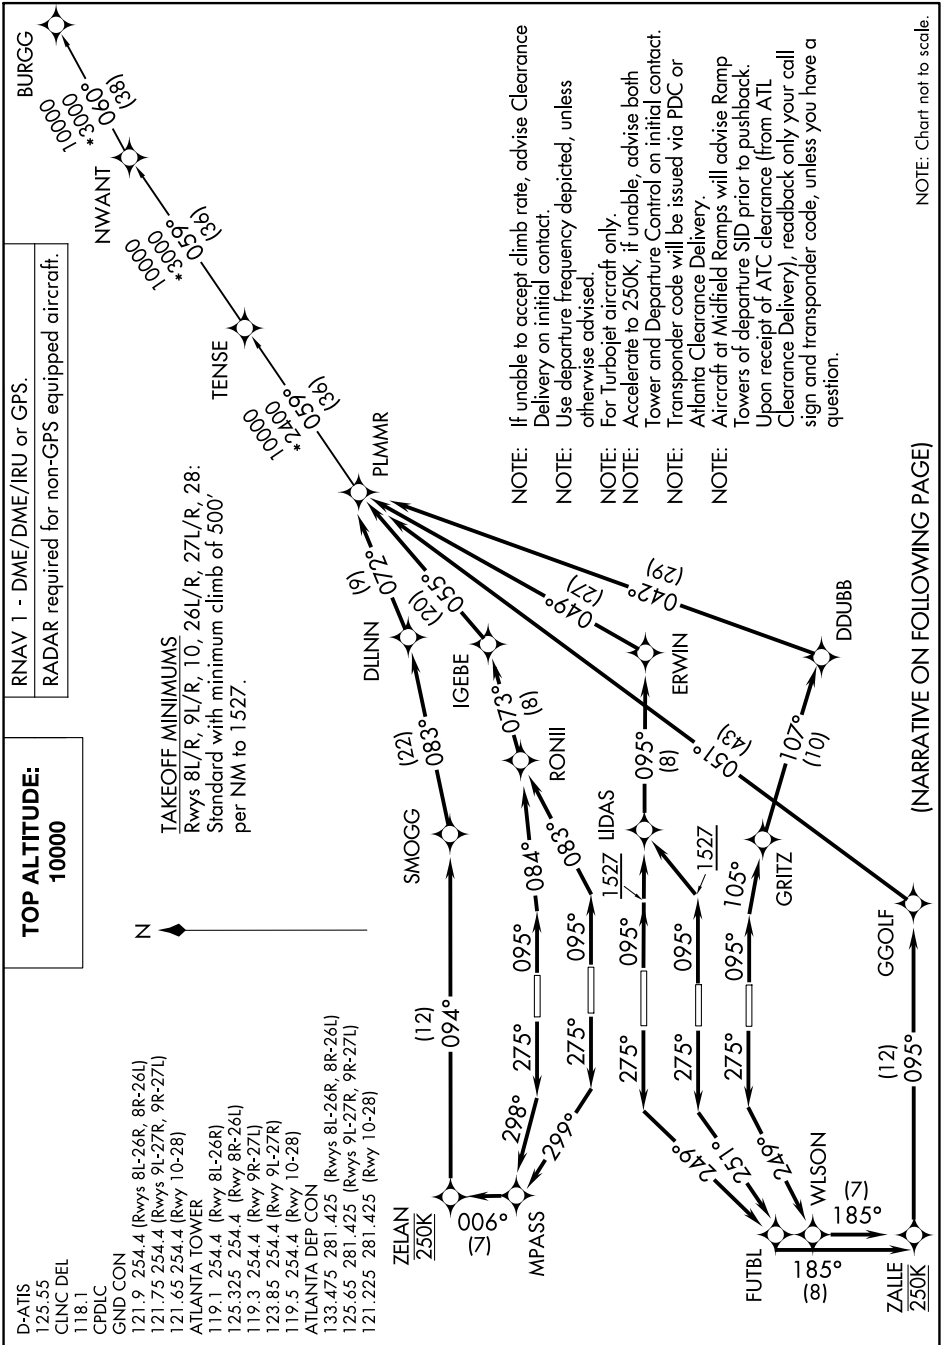 D-ATIS
125.55
CLNC DEL
118.1
CPDLC
GND CON
121.9 254.4 (Rwys 8L-26R, 8R-26L)
121.75 254.4 (Rwys 9L-27R, 9R-27L)
121.65 254.4 (Rwy 10-28)
ATLANTA TOWER
119.1 254.4 (Rwy 8L-26R)
125.325 254.4 (Rwy 8R-26L)
119.3 254.4 (Rwy 9R-27L)
123.85 254.4 (Rwy 9L-27R)
119.5 254.4 (Rwy 10-28)
ATLANTA DEP CON
133.475 281.425 (Rwys 8L-26R, 8R-26L)
125.65 281.425 (Rwys 9L-27R, 9R-27L)
121.225 281.425 (Rwy 10-28)
TOP ALTITUDE:
10000
RNAV 1 - DME/DME/IRU or GPS.
RADAR required for non-GPS equipped aircraft.
N
TAKEOFF MINIMUMS
Rwys 8L/R, 9L/R, 10, 26L/R, 27L/R, 28:
Standard with minimum climb of 500'
per NM to 1527.
BURGG
10000
*3000
060°
(38)
NWANT
10000
*3000
059°
(36)
TENSE
10000
*2400
059°
(36)
PLMMR
(9)
072°
DLLNN
(20)
055°
IGEBE
(22)
083°
SMOGG
(12)
094°
ZELAN
250K
006°
(7)
MPASS
073°
(8)
RONII
084°
083°
095°
275°
298°
095°
275°
299°
049°
(27)
ERWIN
095°
(8)
LIDAS
1527
1527
095°
275°
249°
095°
275°
251°
042°
(29)
DDUBB
107°
(10)
GRITZ
105°
095°
275°
249°
051°
(43)
GGOLF
(12)
095°
WLSON
(7)
185°
FUTBL
185°
(8)
ZALLE
250K
NOTE: If unable to accept climb rate, advise Clearance
Delivery on initial contact.
NOTE: Use departure frequency depicted, unless
otherwise advised.
NOTE: For Turbojet aircraft only.
NOTE: Accelerate to 250K, if unable, advise both
Tower and Departure Control on initial contact.
NOTE: Transponder code will be issued via PDC or
Atlanta Clearance Delivery.
NOTE: Aircraft at Midfield Ramps will advise Ramp
Towers of departure SID prior to pushback.
Upon receipt of ATC clearance (from ATL
Clearance Delivery), readback only your call
sign and transponder code, unless you have a
question.
(NARRATIVE ON FOLLOWING PAGE)
NOTE: Chart not to scale.